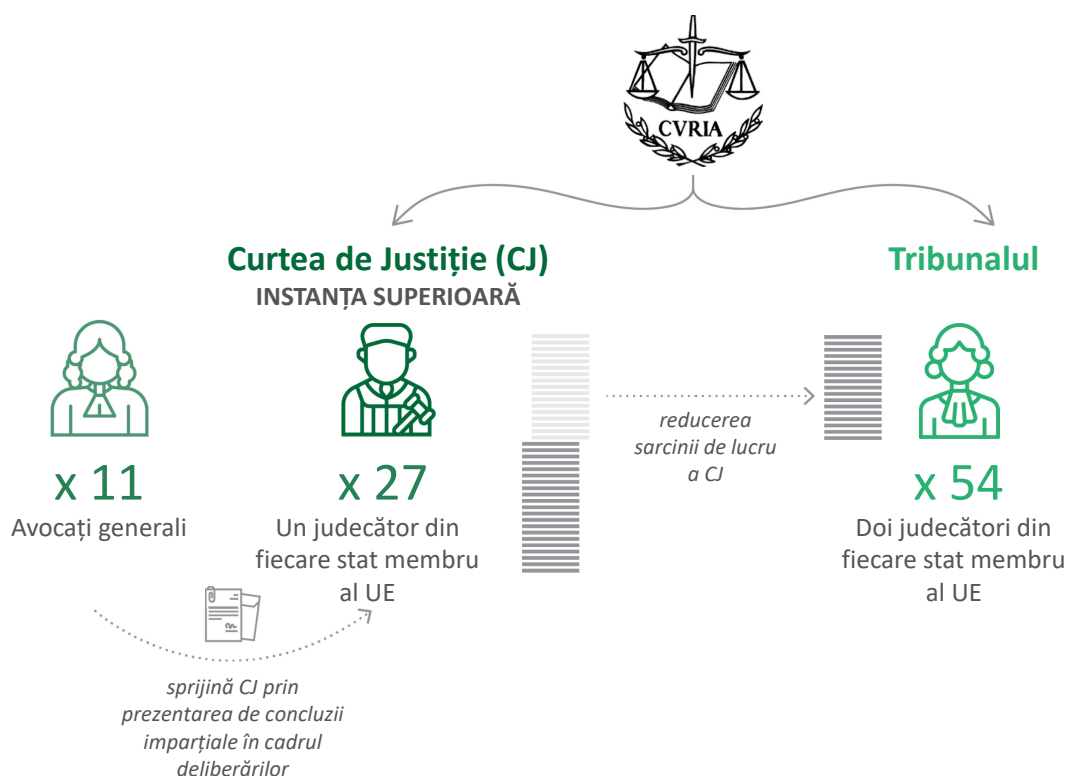 CVRIA
Curtea de Justiție (CJ)
INSTANȚA SUPERIOARĂ
Tribunalul
x 11
Avocați generali
x 27
Un judecător din
fiecare stat membru
al UE
reducerea
sarcinii de lucru
a CJ
x 54
Doi judecători din
fiecare stat membru
al UE
sprijină CJ prin
prezentarea de concluzii
imparțiale în cadrul
deliberărilor